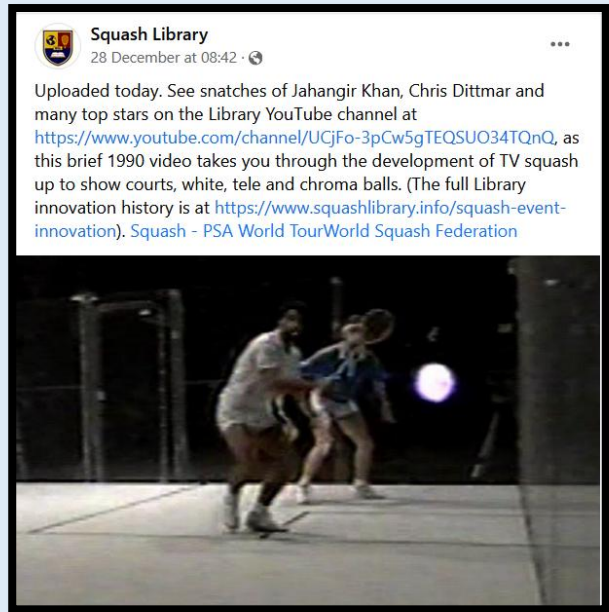 Squash Library
28 December at 08:42 ·
Uploaded today. See snatches of Jahangir Khan, Chris Dittmar and
many top stars on the Library YouTube channel at
https://www.youtube.com/channel/UCjFo-3pCw5gTEQSUO34TQnQ, as
this brief 1990 video takes you through the development of TV squash
up to show courts, white, tele and chroma balls. (The full Library
innovation history is at https://www.squashlibrary.info/squash-event-
innovation). Squash - PSA World TourWorld Squash Federation